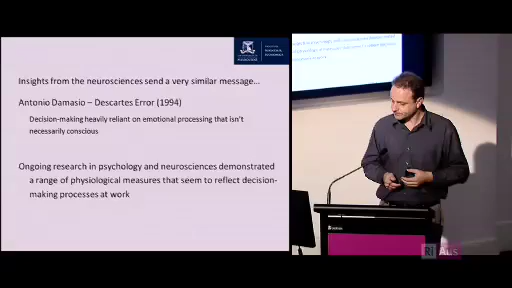 Insights from the neurosciences send a very similar message…
Antonio Damasio – Descartes Error (1994)
Decision-making heavily reliant on emotional processing that isn't
necessarily conscious
Ongoing research in psychology and neurosciences demonstrated
a range of physiological measures that seem to reflect decision-
making processes at work